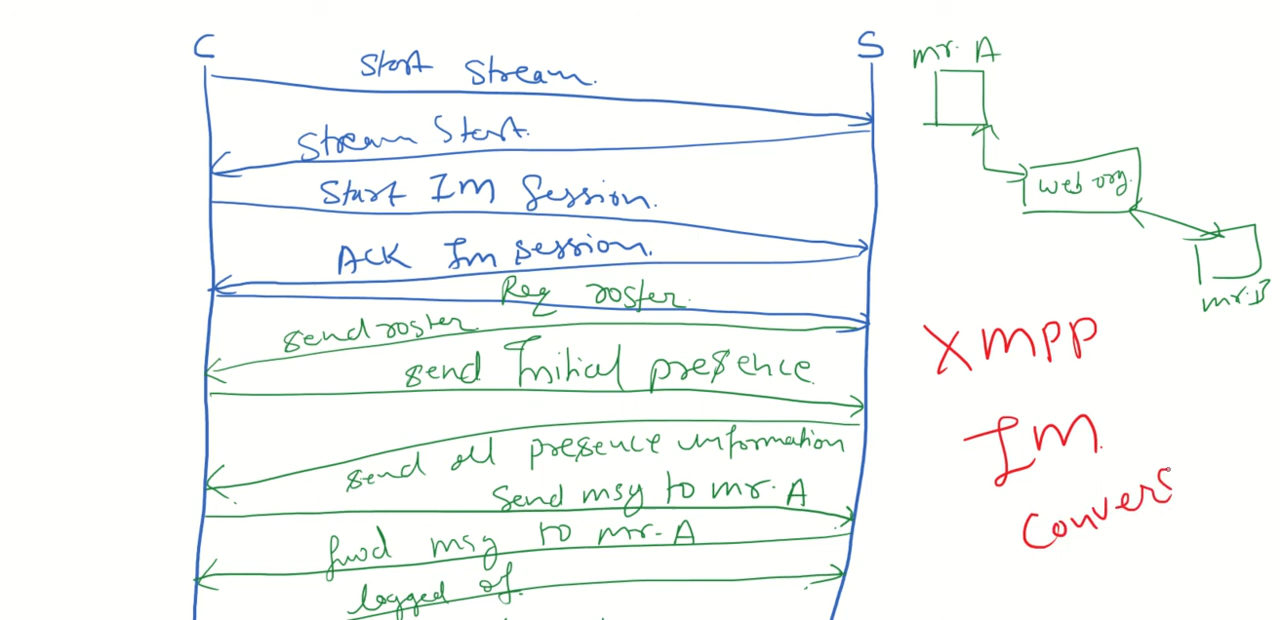 C
S
Start Stream.
Stream Start.
Start Im Session.
ACK Im session.
Req roster.
send roster
send Initial presence
send all presence information
Send msg to mr. A
fwd msg to mr. A
logged of.
mr. A
web org.
mr. B
Xmpp
Im
Convers